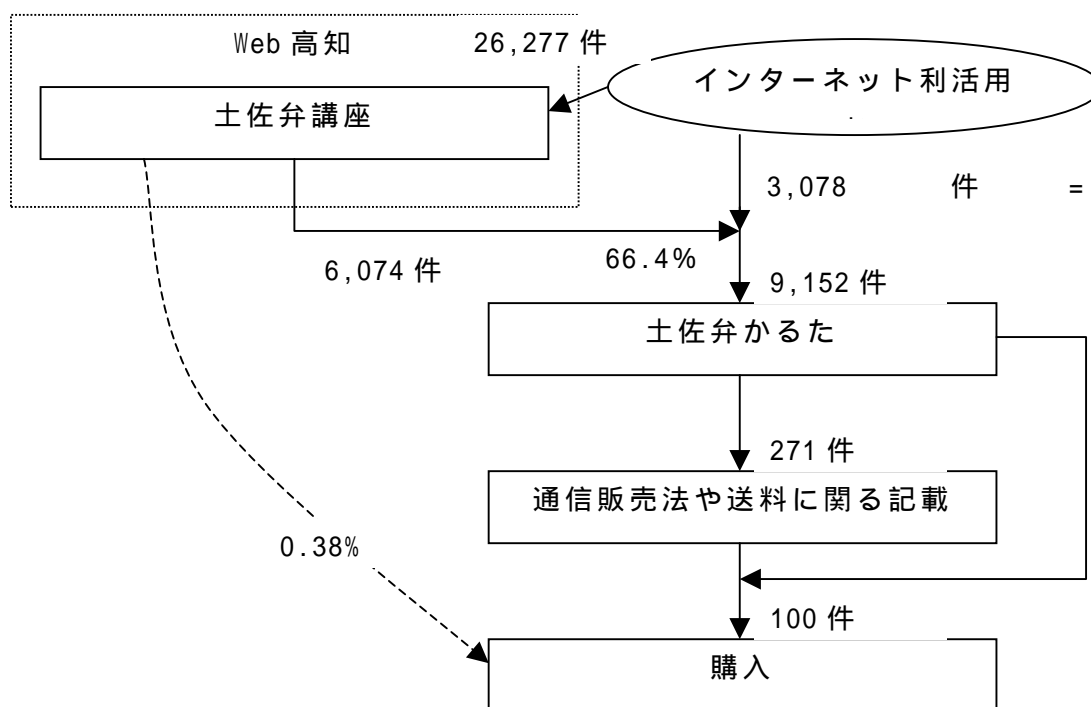 Web 高知
26,277 件
インターネット利活用
土佐弁講座
3,078 件 =
6,074 件
66.4%
9,152 件
土佐弁かるた
271 件
通信販売法や送料に関る記載
0.38%
100 件
購入